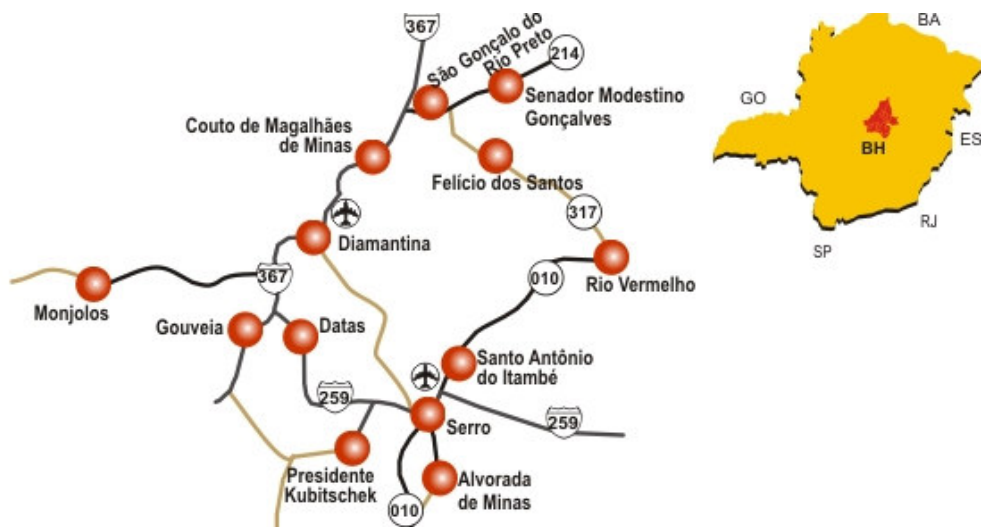 367
São Gonçalo do
Rio Preto
214
Senador Modestino
Gonçalves
Couto de Magalhães
de Minas
Felício dos Santos
317
Diamantina
010
Rio Vermelho
367
Monjolos
Gouveia
Datas
Santo Antônio
do Itambé
259
Serro
259
Presidente
Kubitschek
Alvorada
de Minas
010
BA
GO
ES
BH
RJ
SP